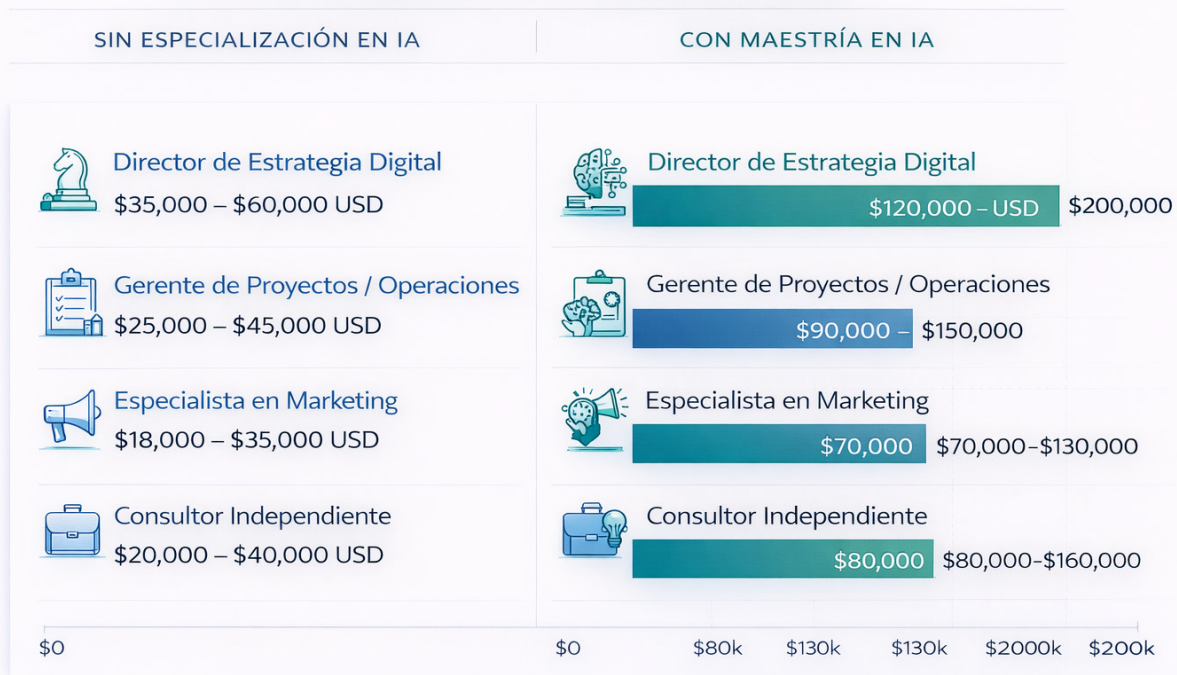 SIN ESPECIALIZACIÓN EN IA
CON MAESTRÍA EN IA
Director de Estrategia Digital
$35,000 – $60,000 USD
Gerente de Proyectos / Operaciones
$25,000 – $45,000 USD
Especialista en Marketing
$18,000 – $35,000 USD
Consultor Independiente
$20,000 – $40,000 USD
Director de Estrategia Digital
$120,000 – USD $200,000
Gerente de Proyectos / Operaciones
$90,000 – $150,000
Especialista en Marketing
$70,000 $70,000-$130,000
Consultor Independiente
$80,000 $80,000-$160,000
$0
$0 $80k $130k $130k $2000k $200k